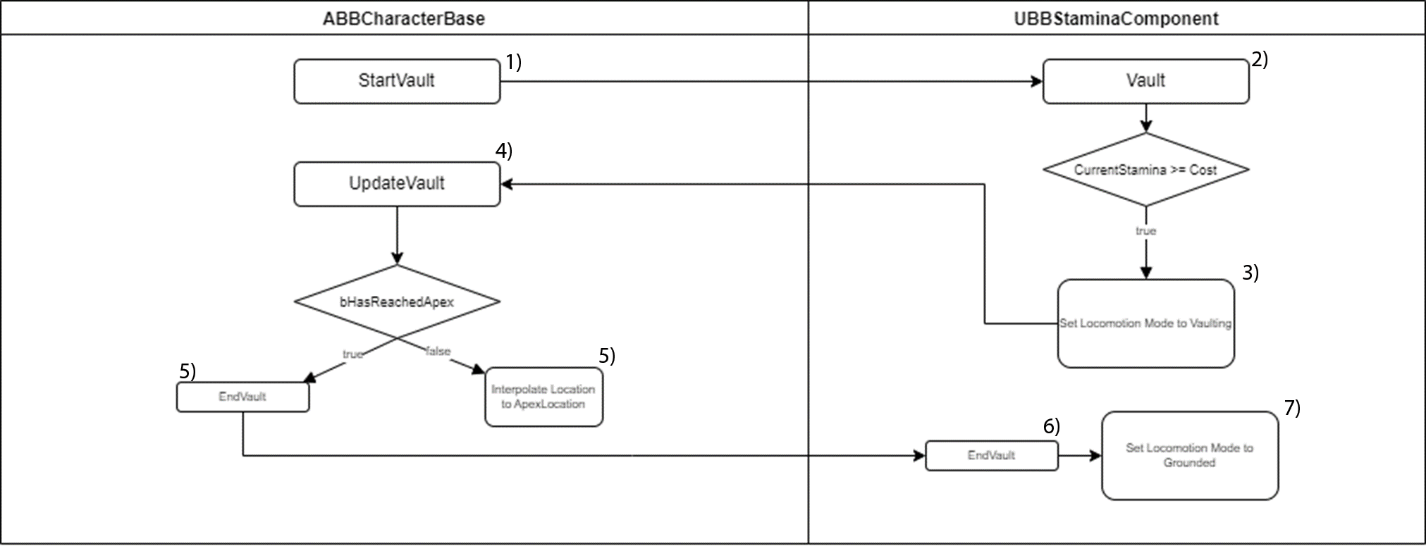 ABBCharacterBase
UBBStaminaComponent
StartVault
1)
Vault
2)
CurrentStamina >= Cost
true
3)
Set Locomotion Mode to Vaulting
4)
UpdateVault
bHasReachedApex
true
false
5)
EndVault
5)
Interpolate Location
to ApexLocation
6)
EndVault
7)
Set Locomotion Mode to
Grounded